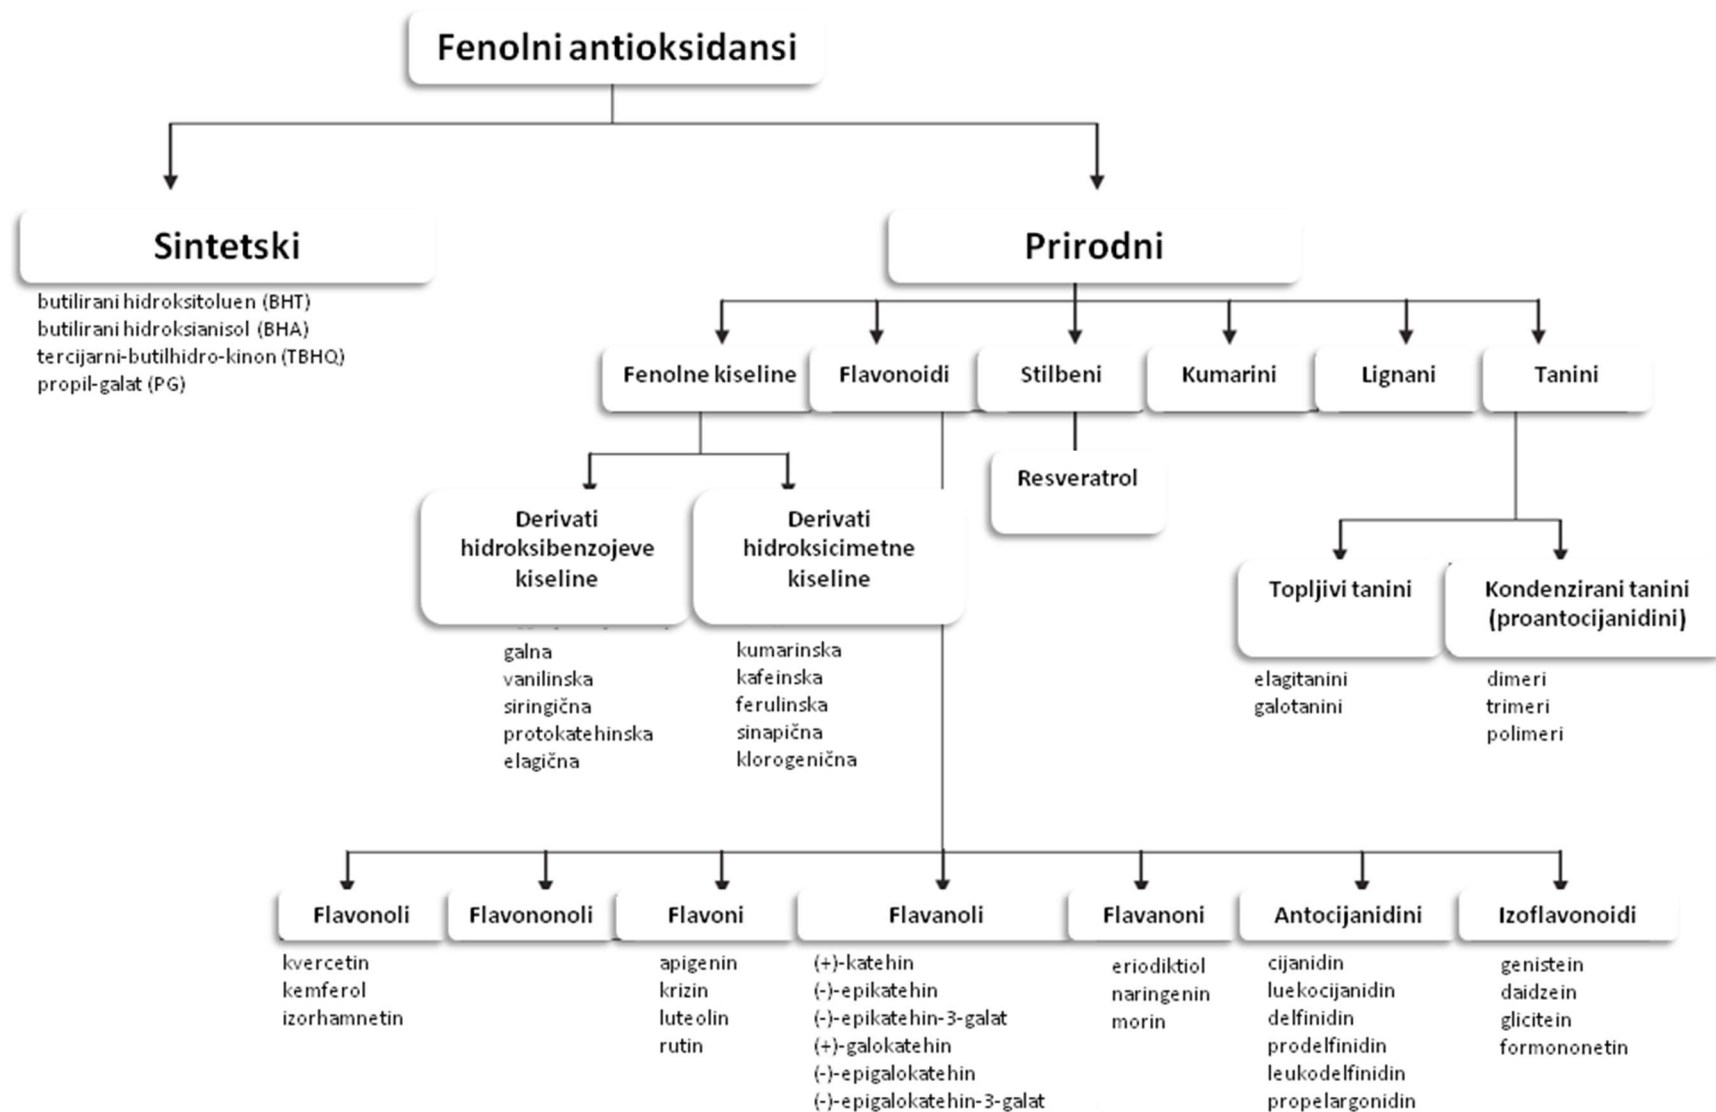 Fenolni antioksidansi
Sintetski
butilirani hidroksitoluen (BHT)
butilirani hidroksianisol (BHA)
tercijarni-butilhidro-kinon (TBHQ)
propil-galat (PG)
Prirodni
Fenolne kiseline
Flavonoidi
Stilbeni
Kumarini
Lignani
Tanini
Resveratrol
Derivati
hidroksibenzojeve
kiseline
galna
vanilinska
siringična
protokatehinska
elagična
Derivati
hidroksicimetne
kiseline
kumarinska
kafeinska
ferulinska
sinapična
klorogenična
Topljivi tanini
elagitanini
galotanini
Kondenzirani tanini
(proantocijanidini)
dimeri
trimeri
polimeri
Flavonoli
kvercetin
kemferol
izorhamnetin
Flavononoli
Flavoni
apigenin
krizin
luteolin
rutin
Flavanoli
(+)-katehin
(-)-epikatehin
(-)-epikatehin-3-galat
(+)-galokatehin
(-)-epigalokatehin
(-)-epigalokatehin-3-galat
Flavanoni
eriodiktiol
naringenin
morin
Antocijanidini
cijanidin
luekocijanidin
delfinidin
prodelfinidin
leukodelfinidin
propelargonidin
Izoflavonoidi
genistein
daidzein
glicitein
formononetin